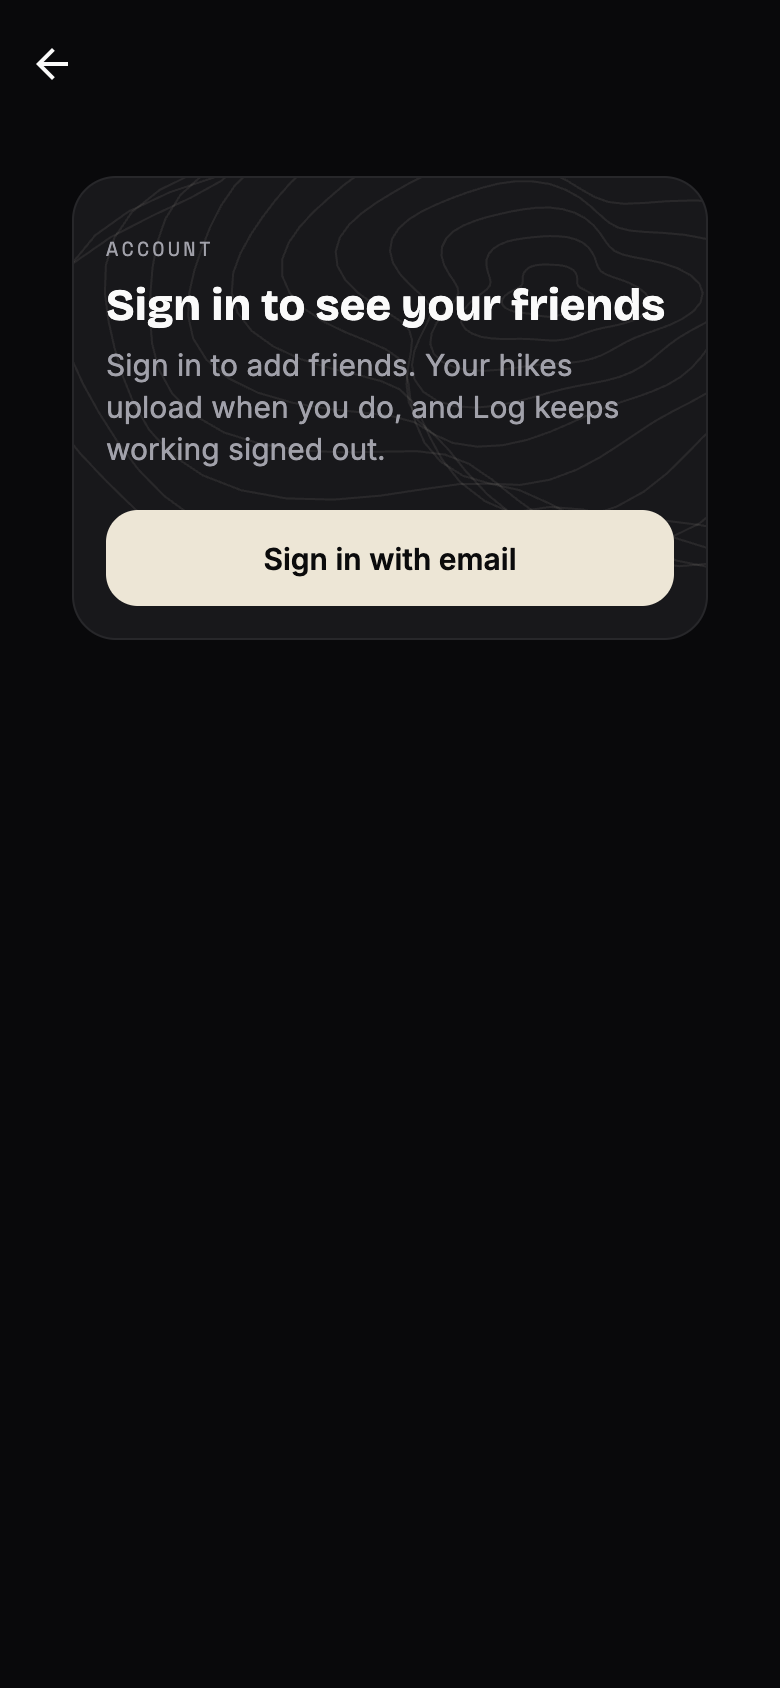 ACCOUNT
Sign in to see your friends
Sign in to add friends. Your hikes
upload when you do, and Log keeps
working signed out.
Sign in with email